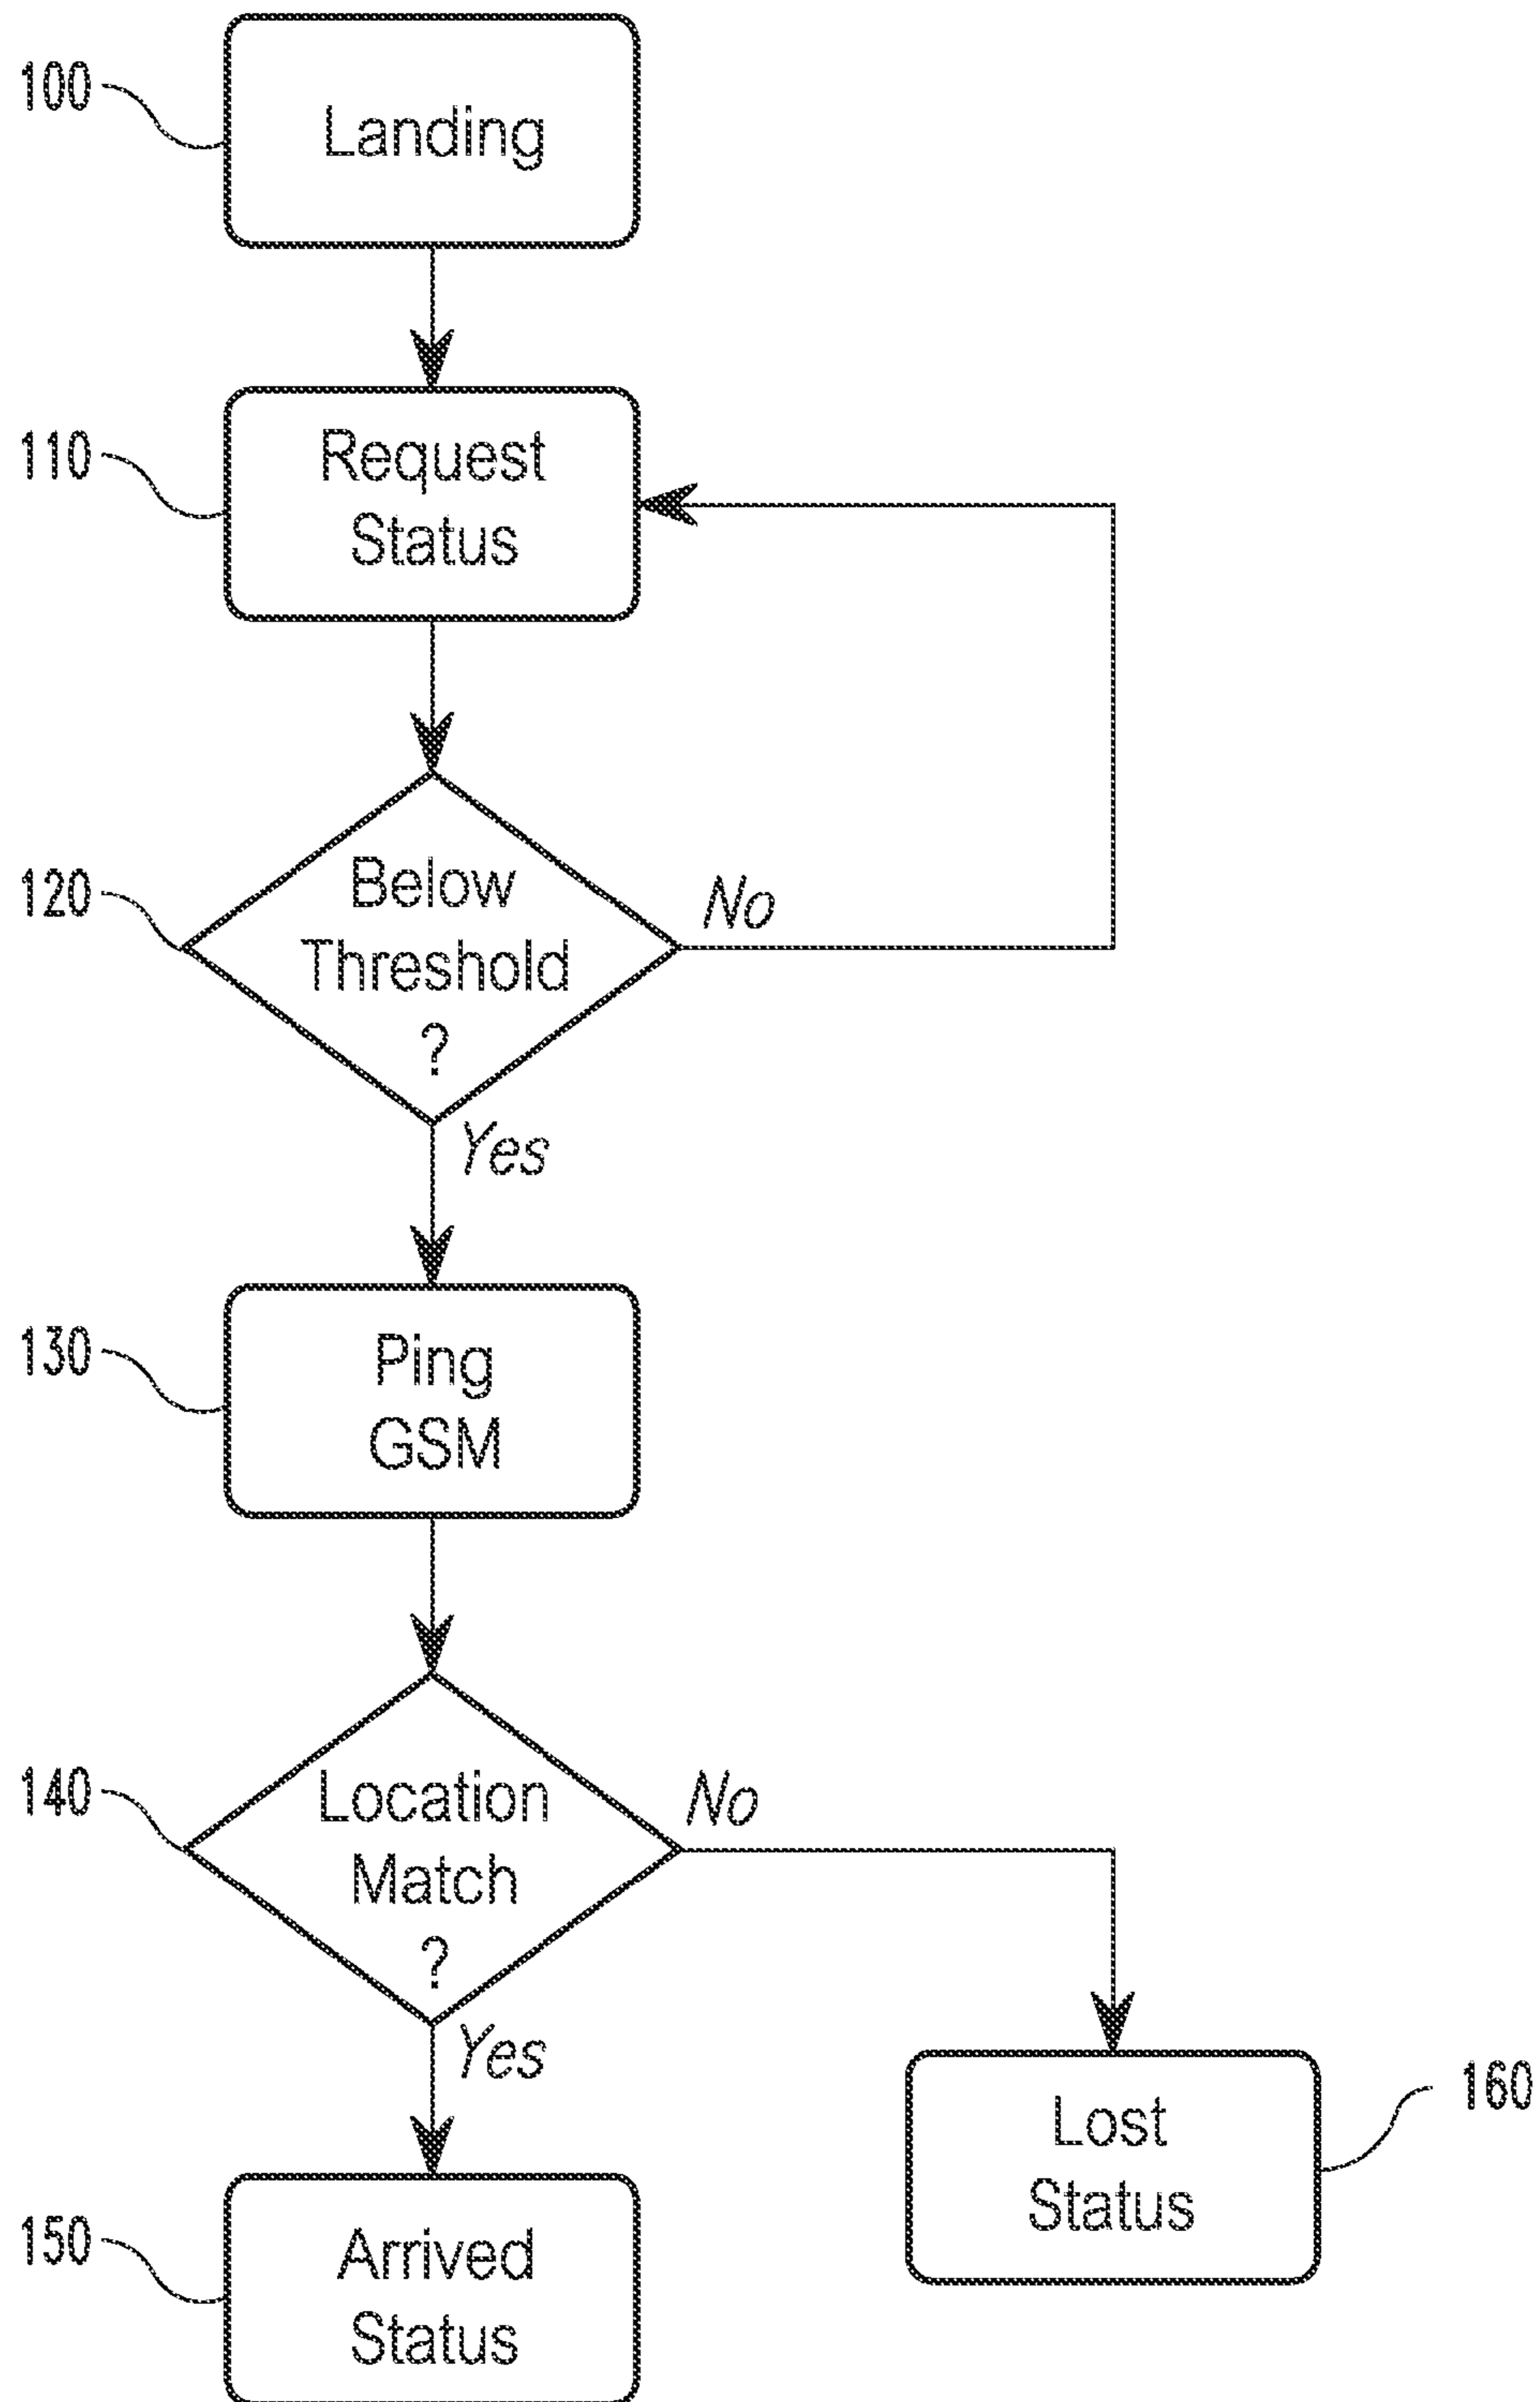 100
Landing
110
Request
Status
120
Below
Threshold
?
No
Yes
130
Ping
GSM
140
Location
Match
?
No
Yes
150
Arrived
Status
Lost
Status
160